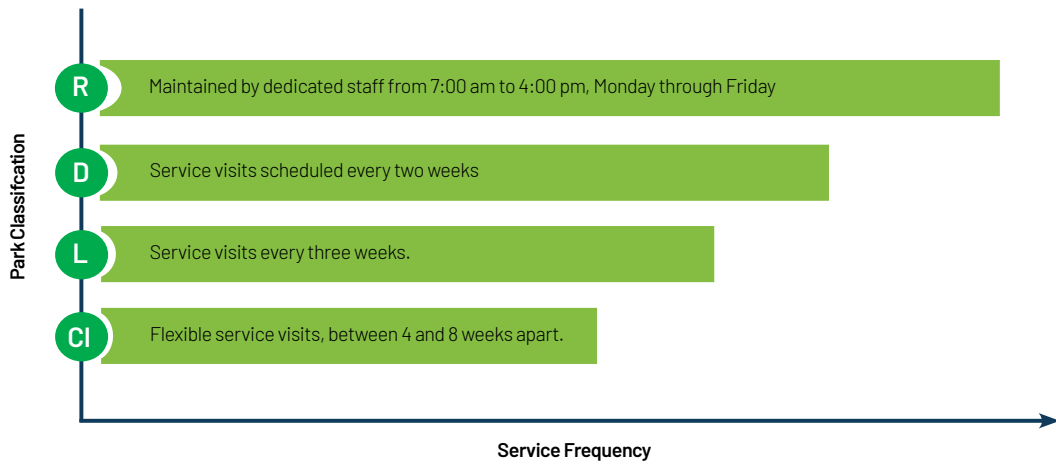 R
Maintained by dedicated staff from 7:00 am to 4:00 pm, Monday through Friday
D
Service visits scheduled every two weeks
L
Service visits every three weeks.
CI
Flexible service visits, between 4 and 8 weeks apart.
Park Classifcation
Service Frequency